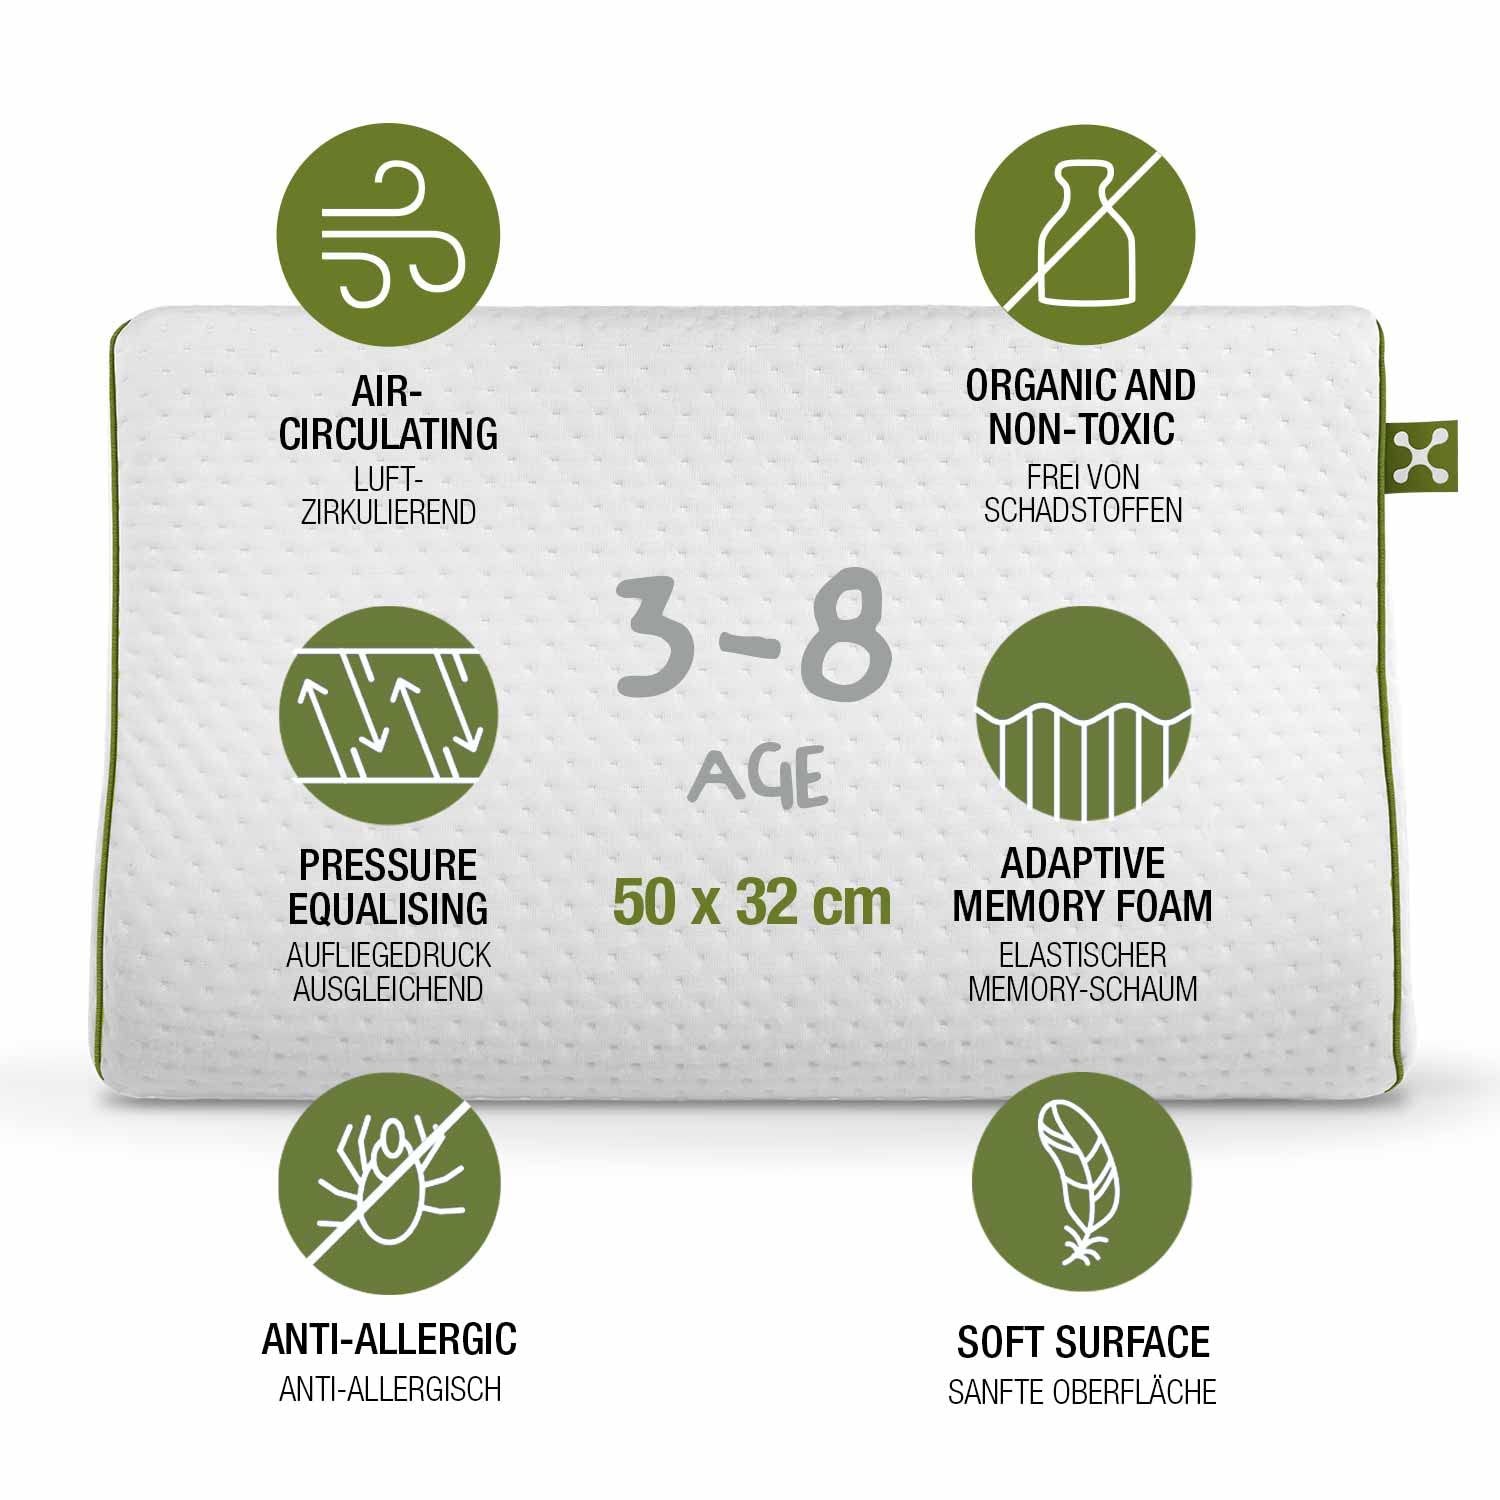 AIR-
CIRCULATING
LUFT-
ZIRKULIEREND
ORGANIC AND
NON-TOXIC
FREI VON
SCHADSTOFFEN
3-8
AGE
50 x 32 cm
PRESSURE
EQUALISING
AUFLIEGEDRUCK
AUSGLEICHEND
ADAPTIVE
MEMORY FOAM
ELASTISCHER
MEMORY-SCHAUM
ANTI-ALLERGIC
ANTI-ALLERGISCH
SOFT SURFACE
SANFTE OBERFLÄCHE